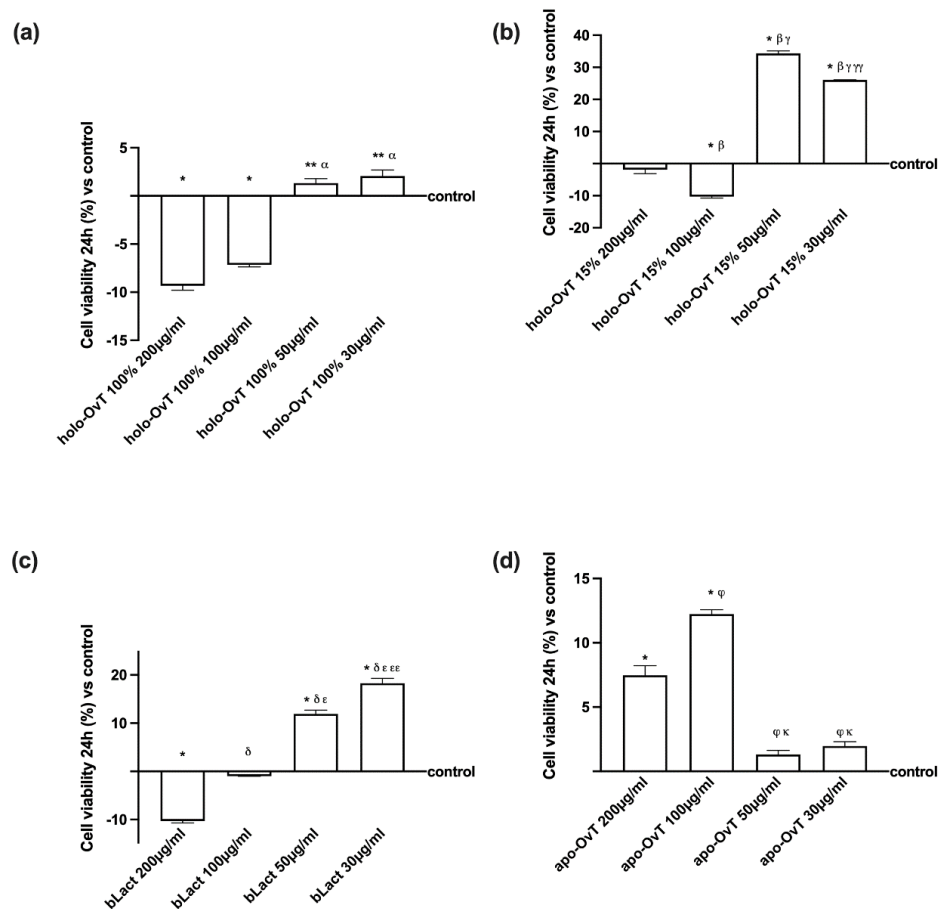 (a)
Cell viability 24h (%) vs control
5
-5
-10
-15
*
*
** α
** α
control
holo-OvT 100% 200µg/ml
holo-OvT 100% 100µg/ml
holo-OvT 100% 50µg/ml
holo-OvT 100% 30µg/ml
(b)
Cell viability 24h (%) vs control
40
30
20
10
-10
-20
* β
* β γ
* β γ γγ
control
holo-OvT 15% 200µg/ml
holo-OvT 15% 100µg/ml
holo-OvT 15% 50µg/ml
holo-OvT 15% 30µg/ml
(c)
Cell viability 24h (%) vs control
20
10
-10
*
δ
* δ ε
* δ ε εε
control
bLact 200µg/ml
bLact 100µg/ml
bLact 50µg/ml
bLact 30µg/ml
(d)
Cell viability 24h (%) vs control
15
10
5
*
* φ
φ κ
φ κ
control
apo-OvT 200µg/ml
apo-OvT 100µg/ml
apo-OvT 50µg/ml
apo-OvT 30µg/ml